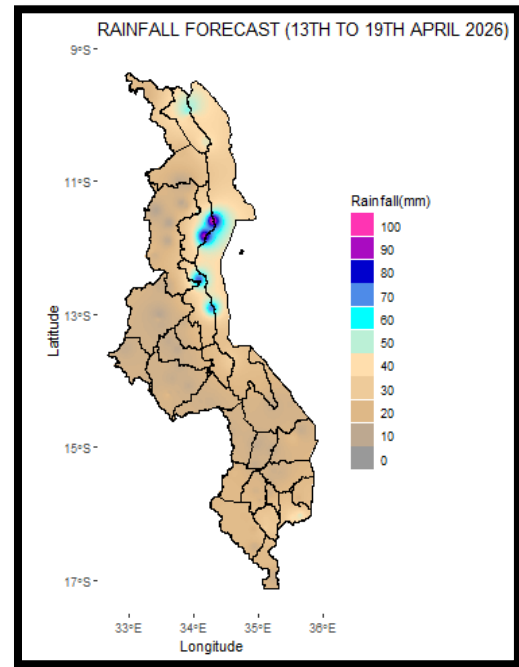 RAINFALL FORECAST (13TH TO 19TH APRIL 2026)
9°S
11°S
13°S
15°S
17°S
Latitude
33°E 34°E 35°E 36°E
Longitude
Rainfall(mm)
100
90
80
70
60
50
40
30
20
10
0